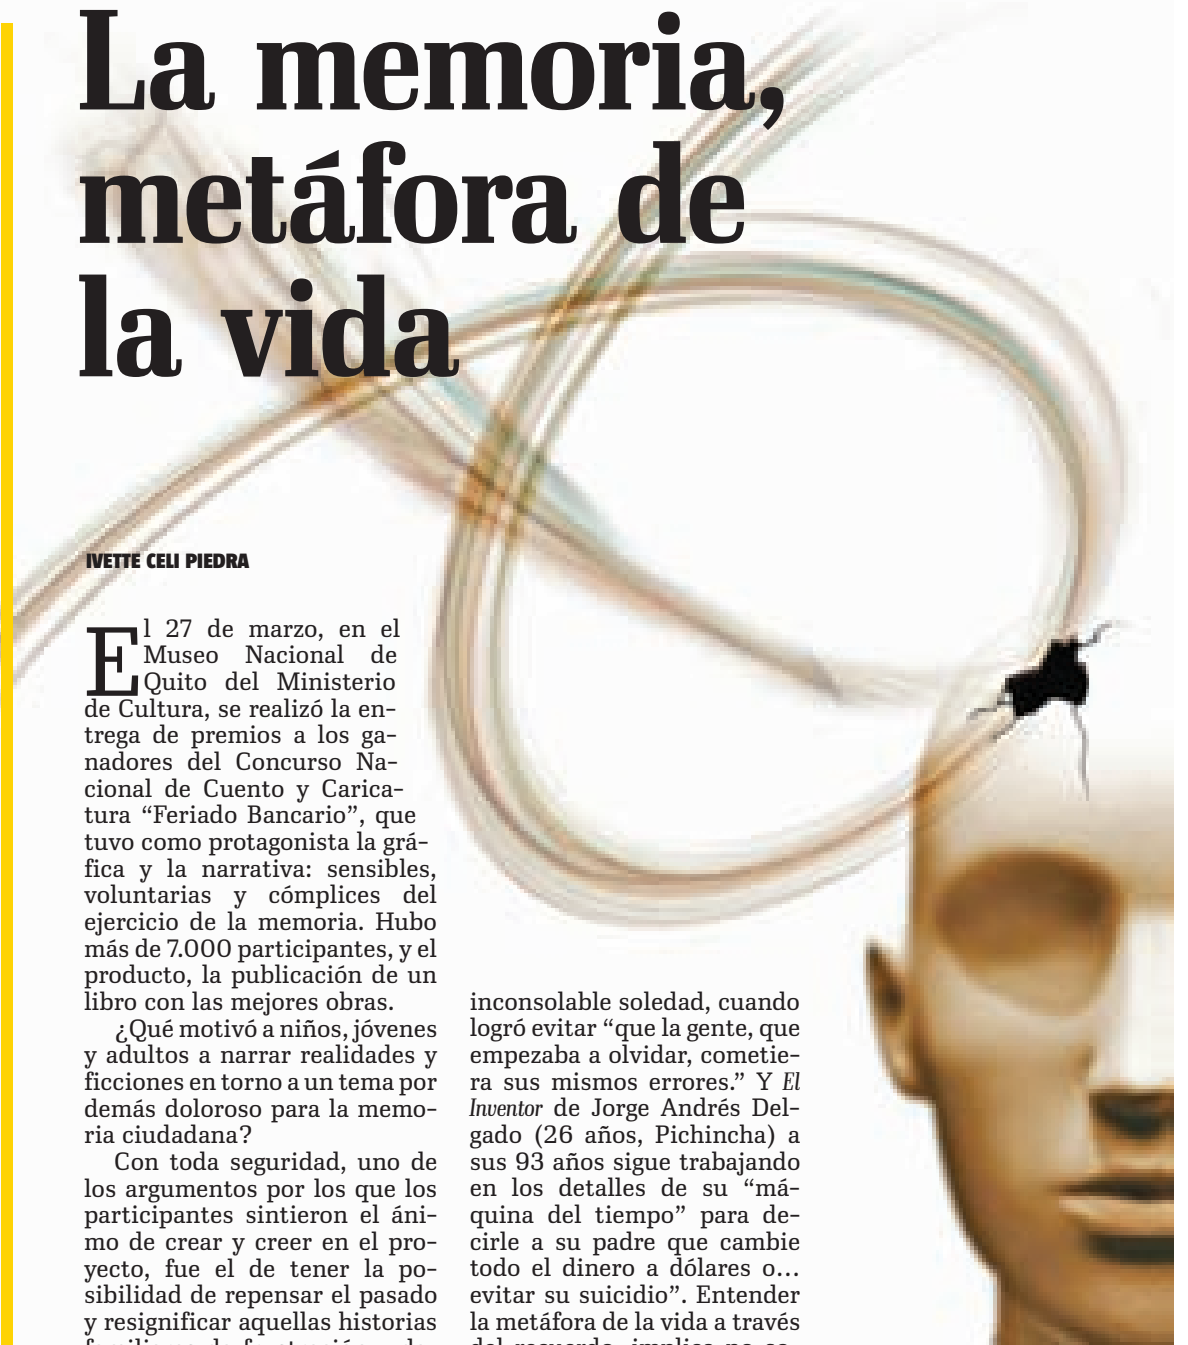 La memoria,
metáfora de
la vida
IVETTE CELI PIEDRA
El 27 de marzo, en el
Museo Nacional de
Quito del Ministerio
de Cultura, se realizó la en-
trega de premios a los ga-
nadores del Concurso Na-
cional de Cuento y Carica-
tura “Feriado Bancario”, que
tuvo como protagonista la grá-
fica y la narrativa: sensibles,
voluntarias y cómplices del
ejercicio de la memoria. Hubo
más de 7.000 participantes, y el
producto, la publicación de un
libro con las mejores obras.
¿Qué motivó a niños, jóvenes
y adultos a narrar realidades y
ficciones en torno a un tema por
demás doloroso para la memo-
ria ciudadana?
Con toda seguridad, uno de
los argumentos por los que los
participantes sintieron el áni-
mo de crear y creer en el pro-
yecto, fue el de tener la po-
sibilidad de repensar el pasado
y resignificar aquellas historias
inconsolable soledad, cuando
logró evitar “que la gente, que
empezaba a olvidar, cometie-
ra sus mismos errores.” Y El
Inventor de Jorge Andrés Del-
gado (26 años, Pichincha) a
sus 93 años sigue trabajando
en los detalles de su “má-
quina del tiempo” para de-
cirle a su padre que cambie
todo el dinero a dólares o...
evitar su suicidio”. Entender
la metáfora de la vida a través